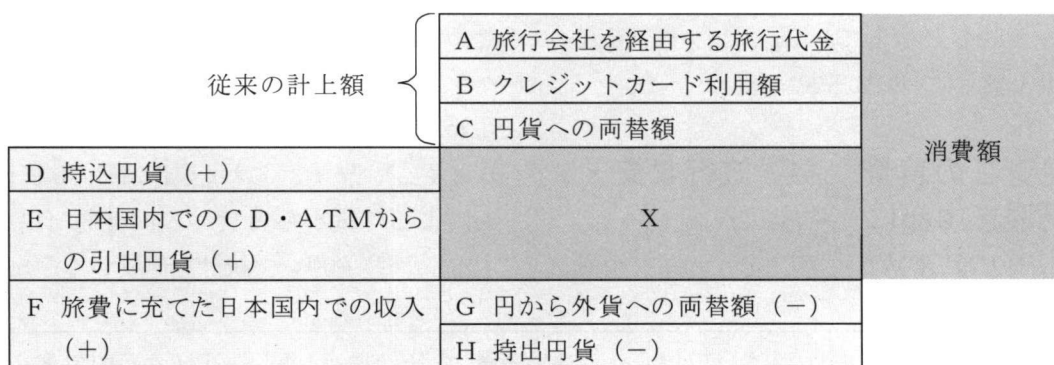 A 旅行会社を経由する旅行代金
従来の計上額
B クレジットカード利用額
C 円貨への両替額
消費額
D 持込円貨（＋）
E 日本国内でのＣＤ・ＡＴＭから
の引出円貨（＋）
X
F 旅費に充てた日本国内での収入
（＋）
G 円から外貨への両替額（－）
H 持出円貨（－）